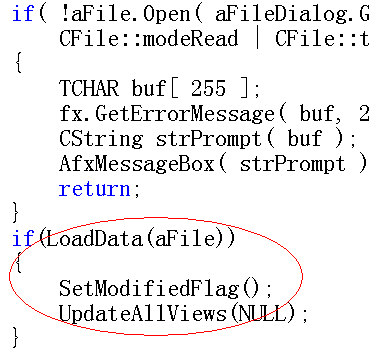 if( !aFile.Open( aFileDialog.G
CFile::modeRead | CFile::t
{
TCHAR buf[ 255 ];
fx.GetErrorMessage( buf, 2
CString strPrompt( buf );
AfxMessageBox( strPrompt )
return;
}
if(LoadData(aFile))
{
SetModifiedFlag();
UpdateAllViews(NULL);
}